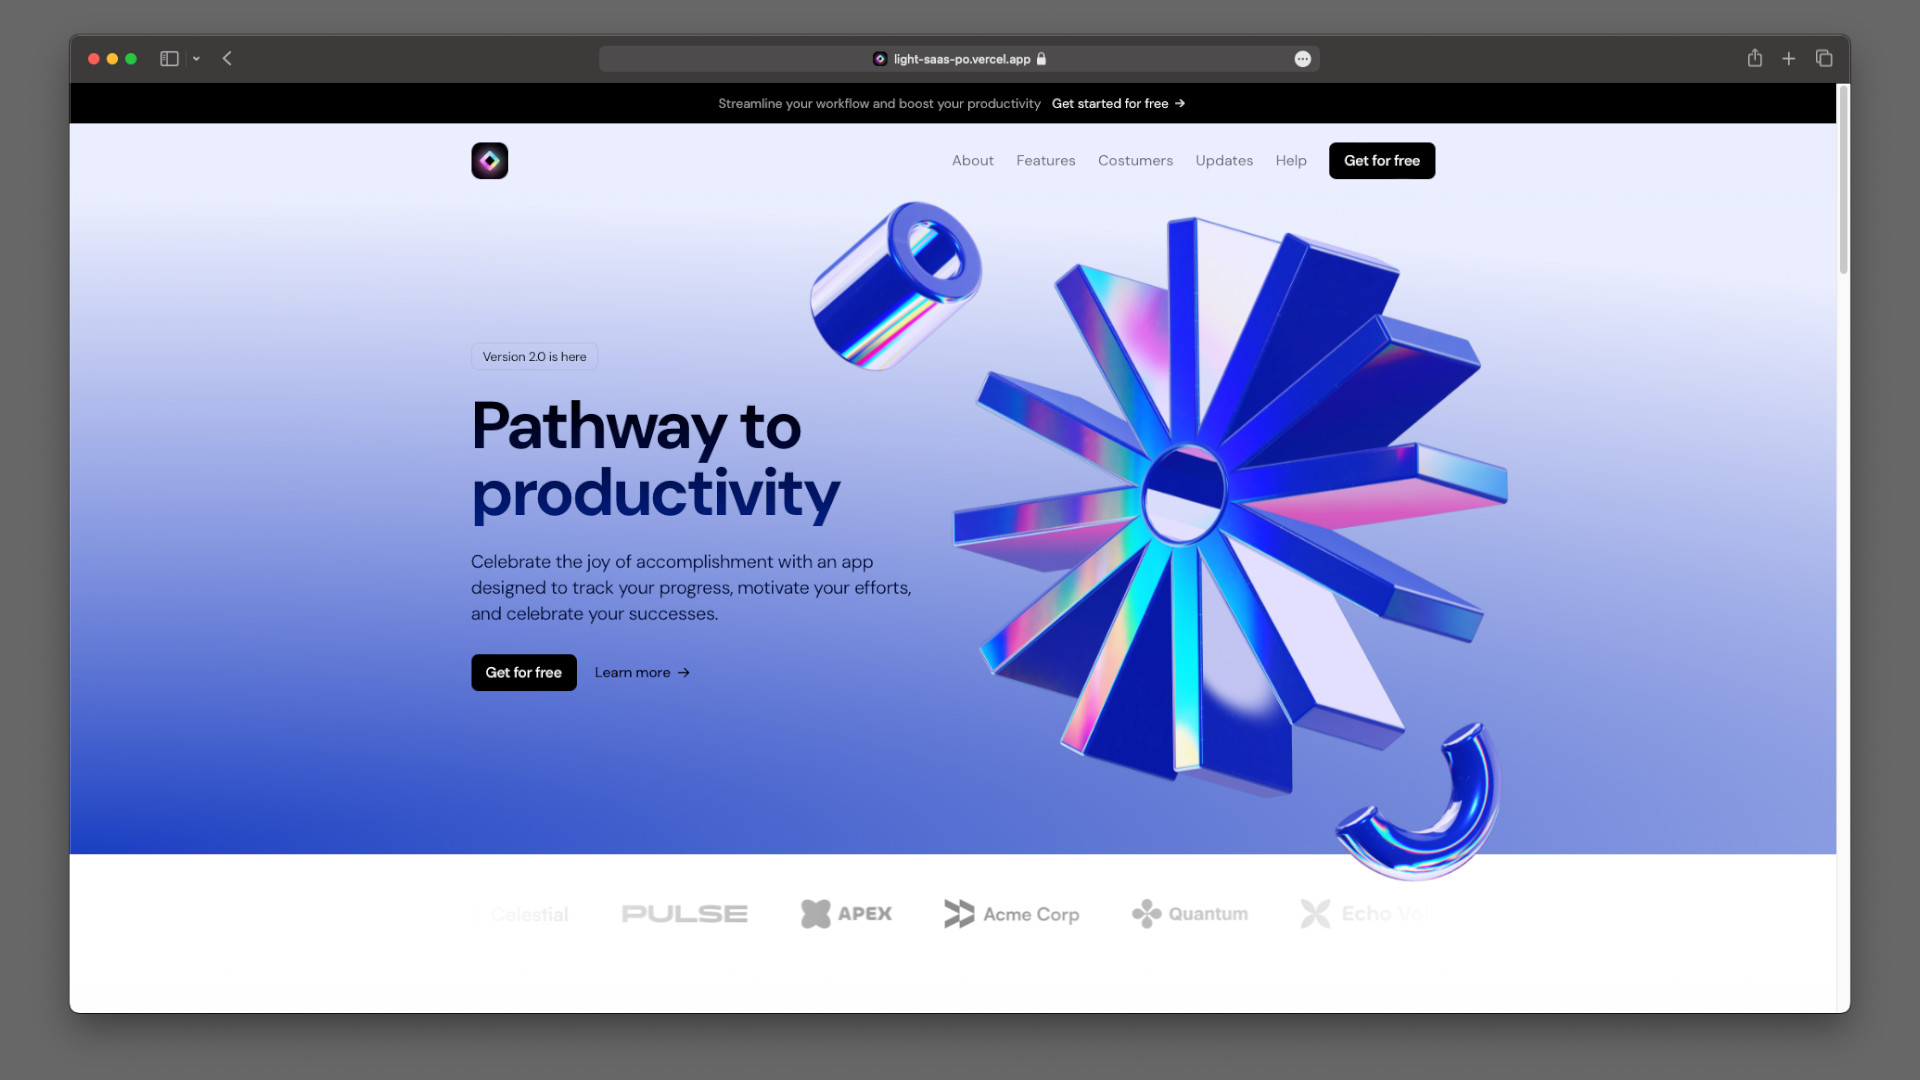 light-saas-po.vercel.app
Streamline your workflow and boost your productivity Get started for free →
About Features Costumers Updates Help Get for free
Version 2.0 is here
Pathway to
productivity
Celebrate the joy of accomplishment with an app
designed to track your progress, motivate your efforts,
and celebrate your successes.
Get for free Learn more →
Celestial PULSE APEX Acme Corp Quantum Echo